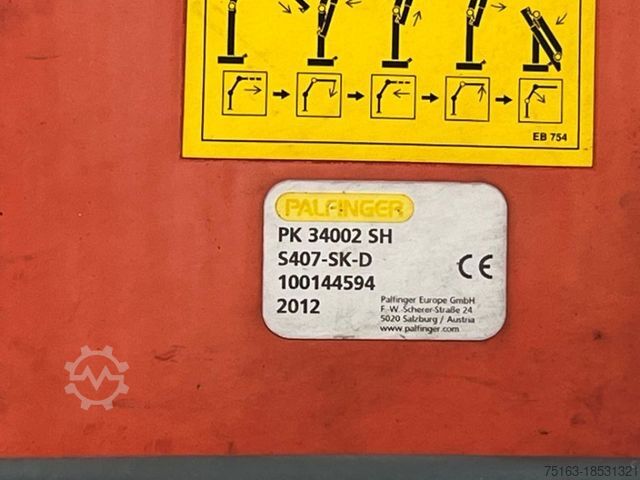 EB 754
PALFINGER
PK 34002 SH
S407-SK-D
100144594
2012
CE
Palfinger Europe GmbH
F.-W.-Scherer-Straße 24
5020 Salzburg / Austria
www.palfinger.com
75163-18531321